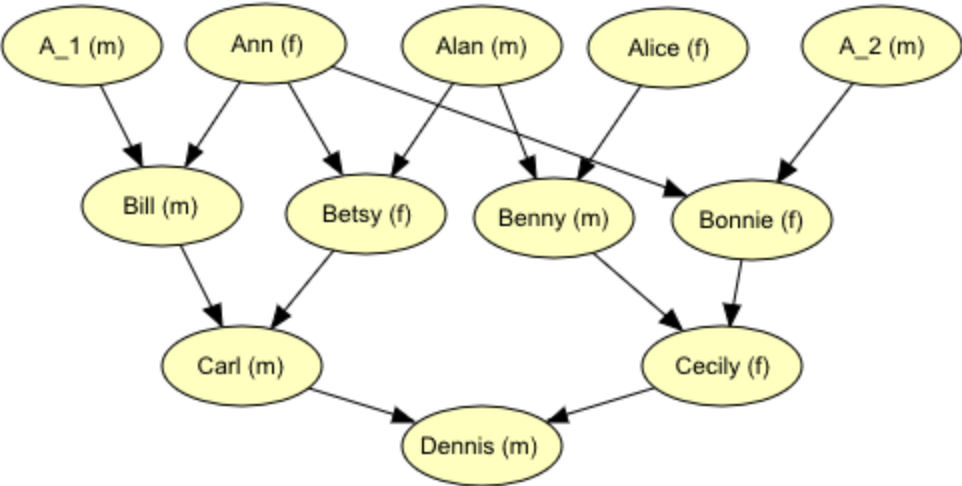 A_1 (m)
Ann (f)
Alan (m)
Alice (f)
A_2 (m)
Bill (m)
Betsy (f)
Benny (m)
Bonnie (f)
Carl (m)
Cecily (f)
Dennis (m)